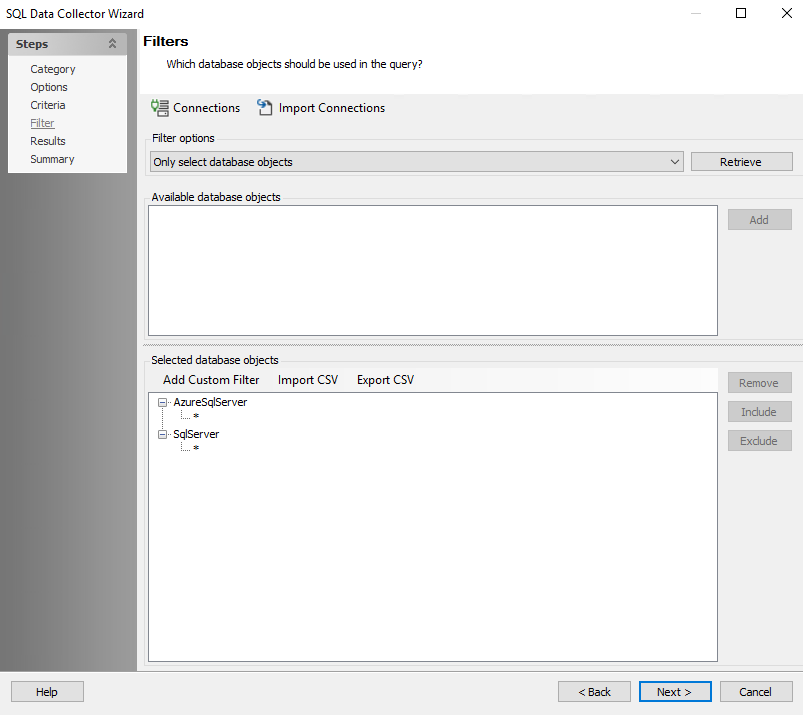 SQL Data Collector Wizard
Steps
Category
Options
Criteria
Filter
Results
Summary
Filters
Which database objects should be used in the query?
Connections Import Connections
Filter options
Only select database objects Retrieve
Available database objects
Add
Selected database objects
Add Custom Filter Import CSV Export CSV
AzureSqlServer
*
SqlServer
*
Remove
Include
Exclude
Help < Back Next > Cancel